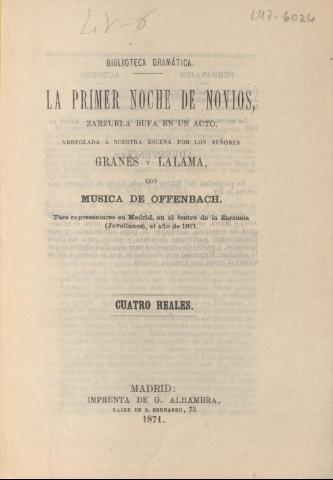 LH7-6024
BIBLIOTECA DRAMÁTICA.
LA PRIMER NOCHE DE NOVIOS,
ZARZUELA BUFA EN UN ACTO,
ARREGLADA Á NUESTRA ESCENA POR LOS SEÑORES
GRANÉS Y LALAMA,
CON
MUSICA DE OFFENBACH.
Para representarse en Madrid, en el teatro de la Zarzuela
(Jovellanos), el año de 1871.
CUATRO REALES.
MADRID:
IMPRENTA DE G. ALHAMBRA,
CALLE DE S. BERNARDO, 73.
1871.